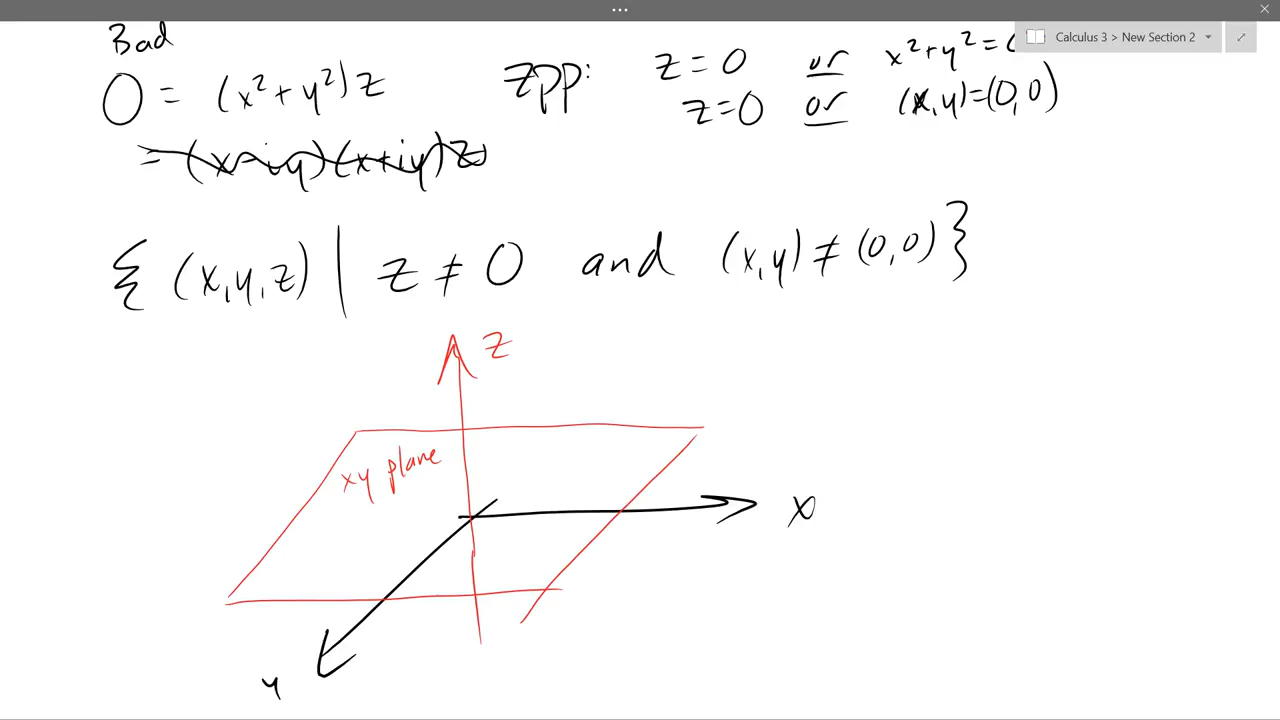 Bad
Calculus 3 > New Section 2
0 = (x²+y²)z zpp: z=0 or x²+y²=
z=0 or (x,y)=(0,0)
=(x-iy)(x+iy)z
{ (x,y,z) | z ≠ 0 and (x,y) ≠ (0,0) }
z
xy plane
x
y